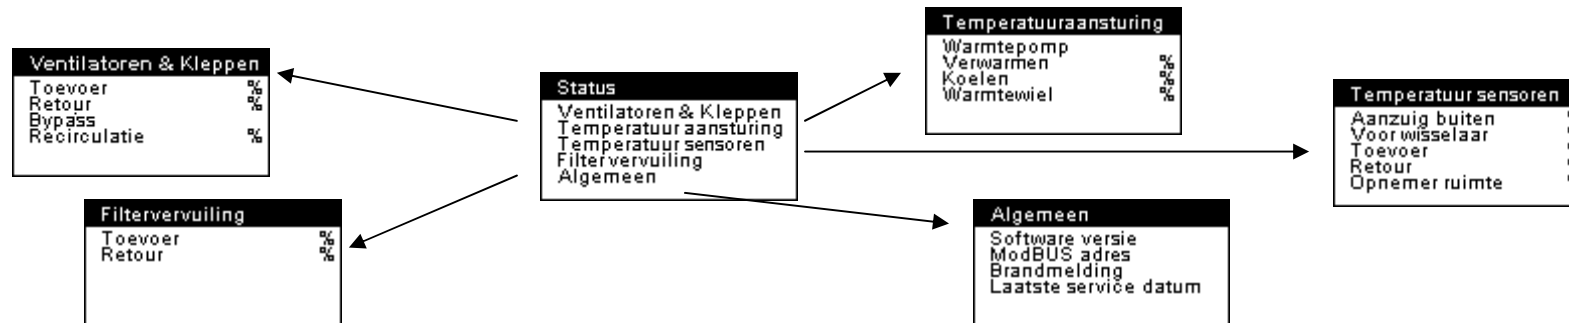 Ventilatoren & Kleppen
Toevoer %
Retour %
Bypass
Recirculatie %
Filtervervuiling
Toevoer %
Retour %
Status
Ventilatoren & Kleppen
Temperatuur aansturing
Temperatuur sensoren
Filtervervuiling
Algemeen
Temperatuuraansturing
Warmtepomp
Verwarmen %
Koelen %
Warmtewiel %
Algemeen
Software versie
ModBUS adres
Brandmelding
Laatste service datum
Temperatuur sensoren
Aanzuig buiten
Voor wisselaar
Toevoer
Retour
Opnemer ruimte